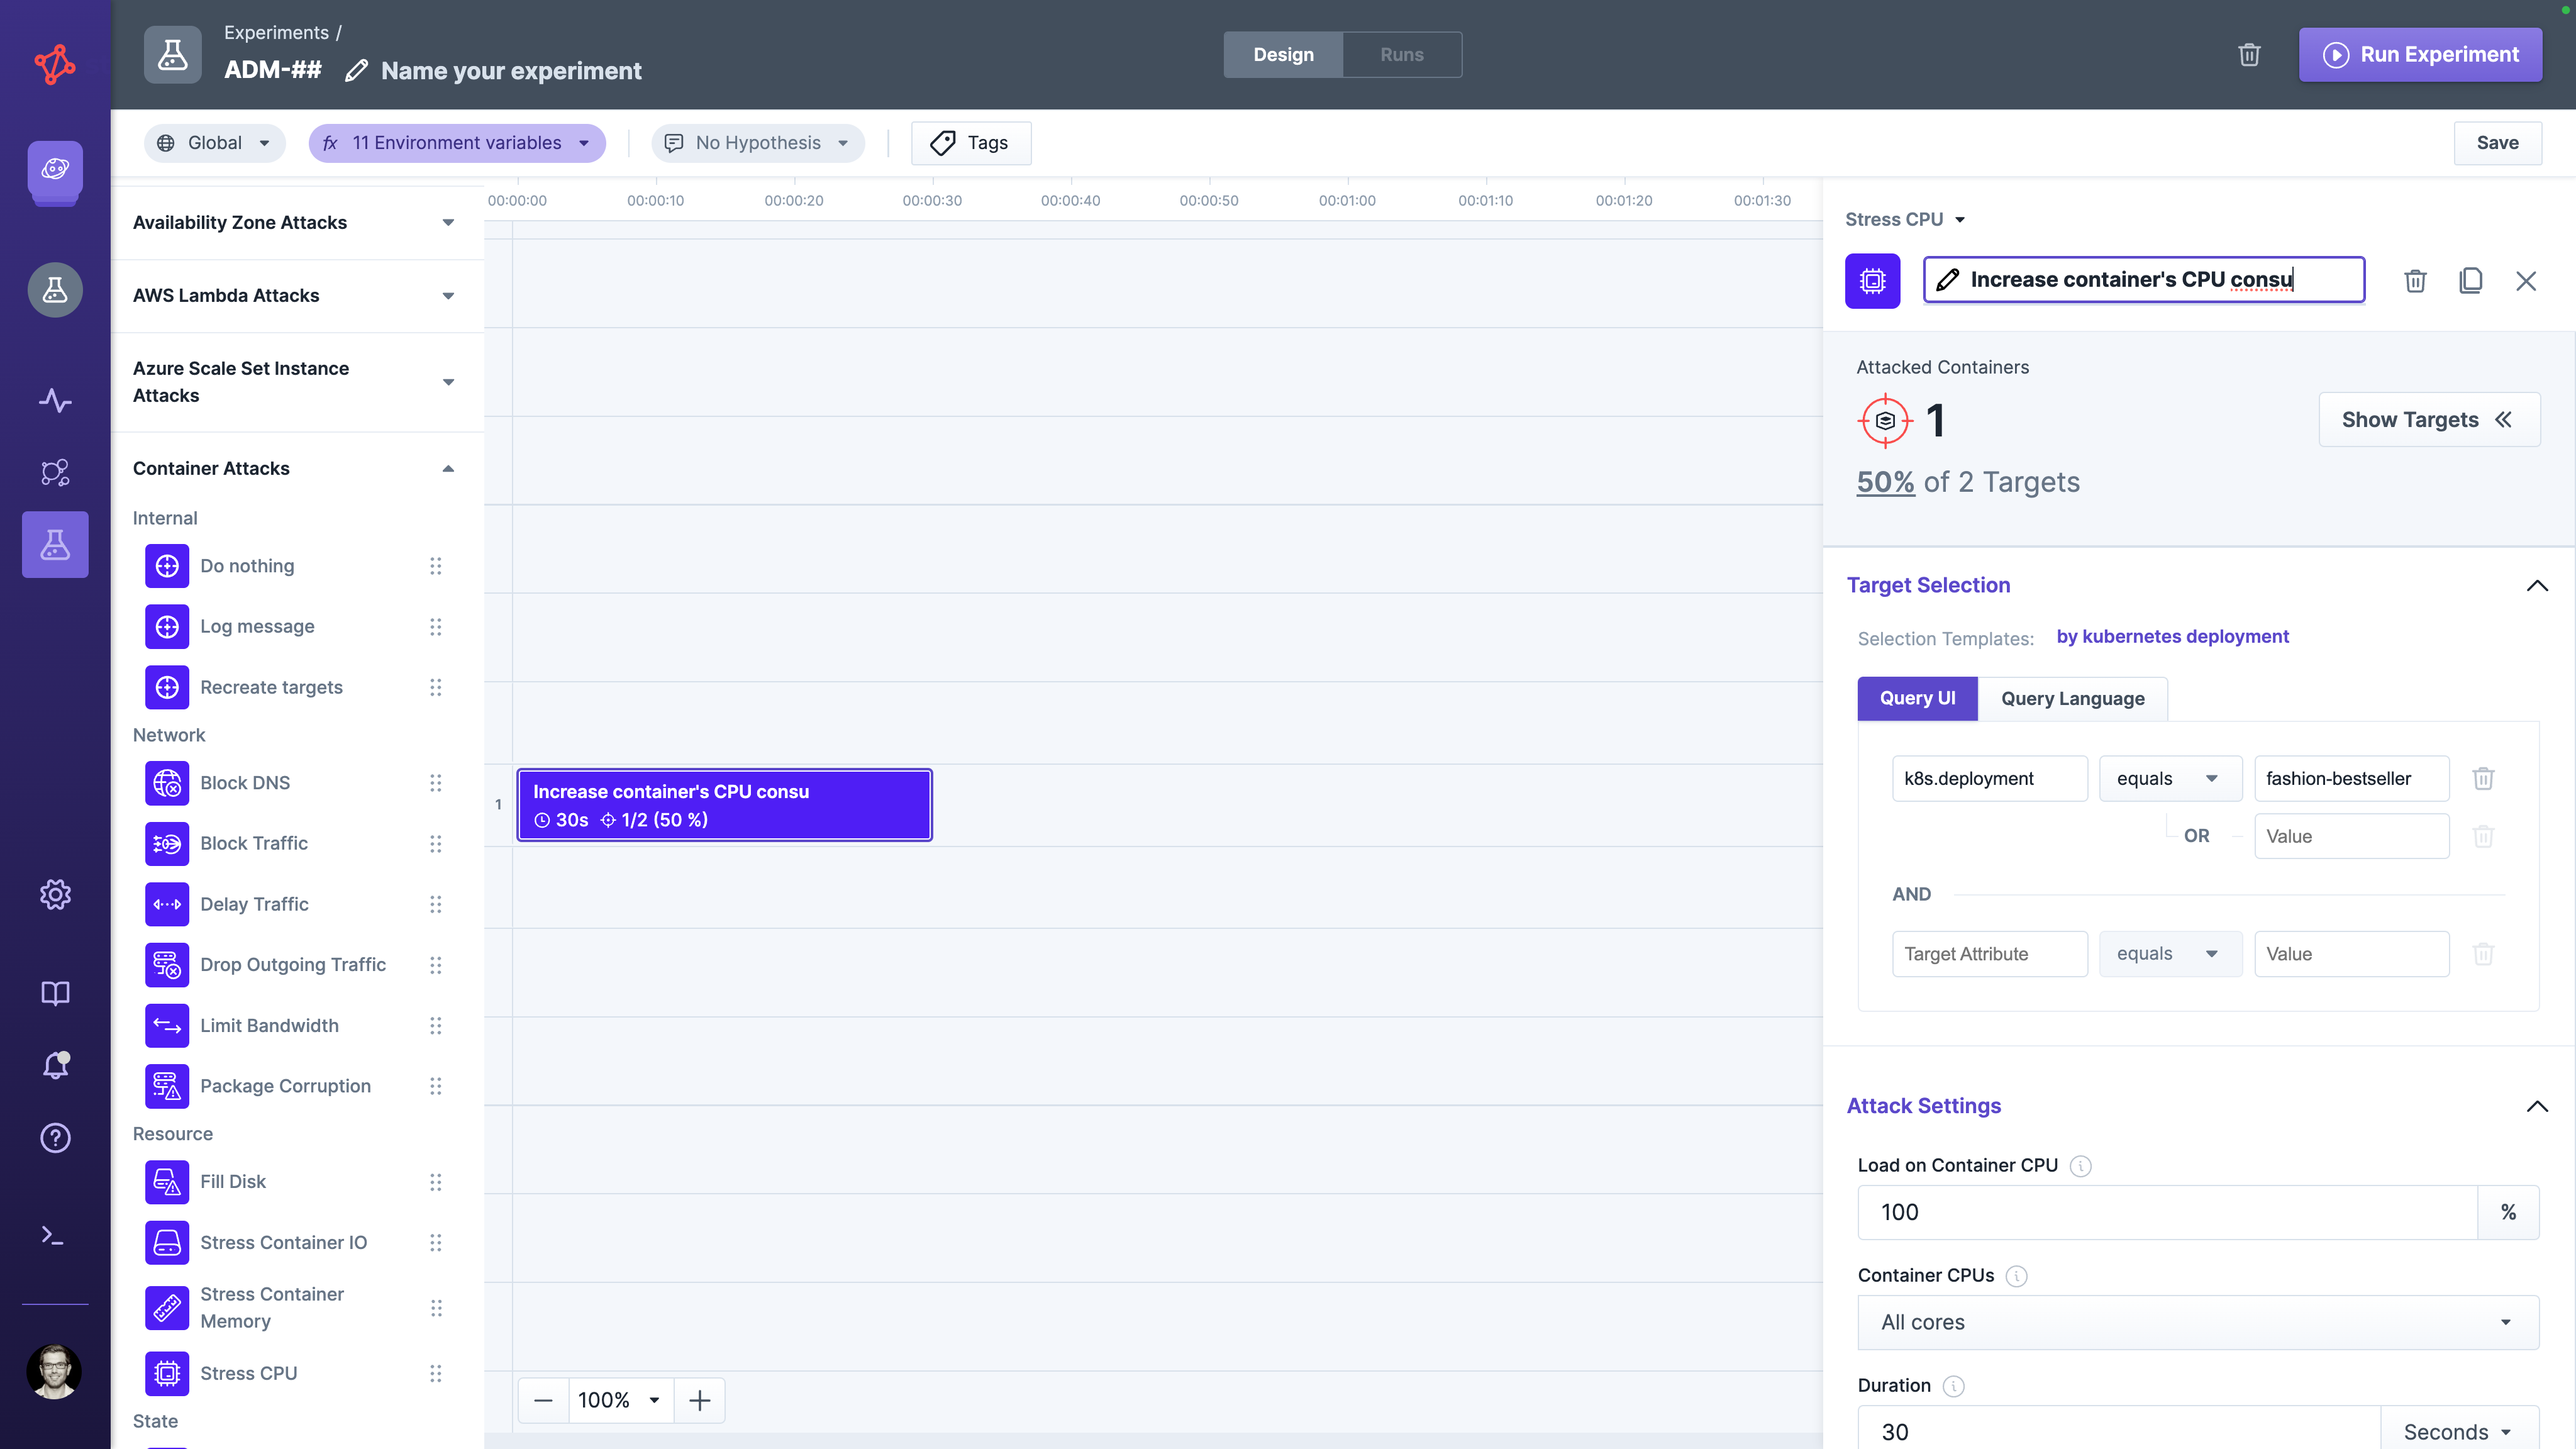 Experiments /
ADM-## Name your experiment
Design
Runs
Run Experiment
Global
fx 11 Environment variables
No Hypothesis
Tags
Save
Availability Zone Attacks
AWS Lambda Attacks
Azure Scale Set Instance
Attacks
Container Attacks
Internal
Do nothing
Log message
Recreate targets
Network
Block DNS
Block Traffic
Delay Traffic
Drop Outgoing Traffic
Limit Bandwidth
Package Corruption
Resource
Fill Disk
Stress Container IO
Stress Container
Memory
Stress CPU
State
00:00:00 00:00:10 00:00:20 00:00:30 00:00:40 00:00:50 00:01:00 00:01:10 00:01:20 00:01:30
1
Increase container's CPU consu
30s 1/2 (50 %)
100%
Stress CPU
Increase container's CPU consu
Attacked Containers
1
Show Targets
50% of 2 Targets
Target Selection
Selection Templates: by kubernetes deployment
Query UI
Query Language
k8s.deployment equals fashion-bestseller
OR Value
AND
Target Attribute equals Value
Attack Settings
Load on Container CPU
100 %
Container CPUs
All cores
Duration
30 Seconds